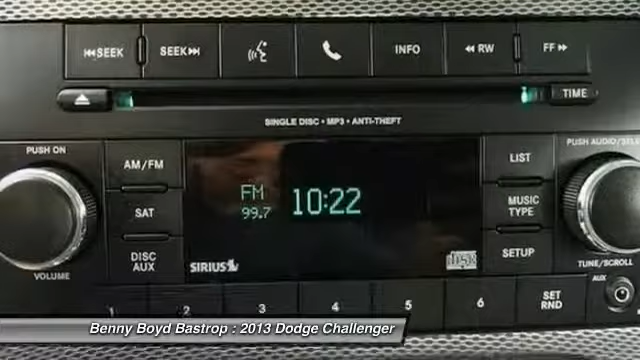 SEEK
SEEK
INFO
RW
FF
TIME
SINGLE DISC • MP3 • ANTI-THEFT
PUSH ON
AM/FM
SAT
DISC
AUX
VOLUME
FM
99.7
10:22
SIRIUS
DISC
PUSH AUDIO/SELE
LIST
MUSIC
TYPE
SETUP
TUNE/SCROLL
AUX
1 2 3 4 5 6
SET
RND
Benny Boyd Bastrop : 2013 Dodge Challenger